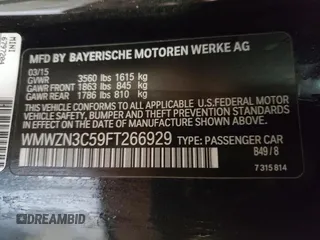 MFD BY BAYERISCHE MOTOREN WERKE AG
03/15
GVWR 3560 lbs 1615 kg
GAWR FRONT 1863 lbs 845 kg
GAWR REAR 1786 lbs 810 kg
THIS VEHICLE CONFORMS TO ALL APPLICABLE U.S.FEDERAL MOTOR
VEHICLE SAFETY, BUMPER, AND THEFT PREVENTION STANDARDS IN
EFFECT ON THE DATE OF MANUFACTURE SHOWN ABOVE.
WMWZN3C59FT266929 TYPE: PASSENGER CAR
B49/8
7 315 814
MINI
DREAMBID